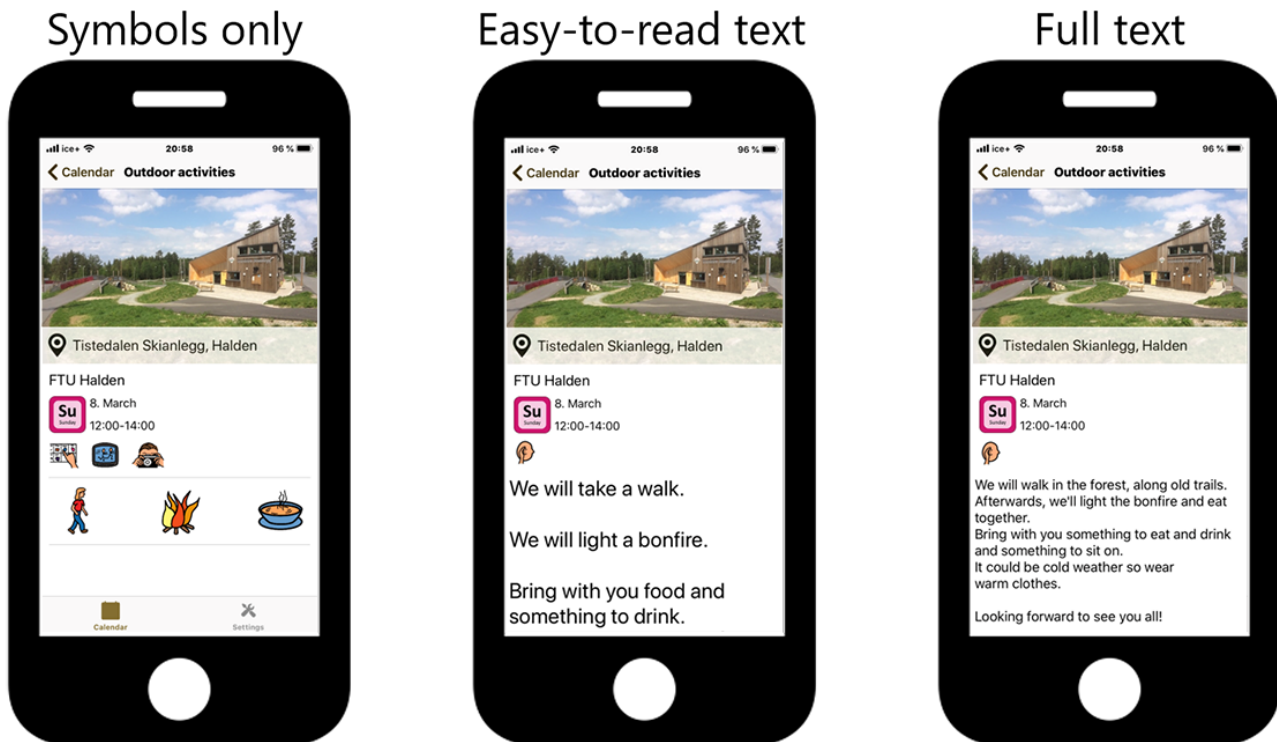 Symbols only
ice+ 20:58 96 %
Calendar Outdoor activities
Tistedalen Skianlegg, Halden
FTU Halden
Su
Sunday
8. March
12:00-14:00
Calendar Settings
Easy-to-read text
ice+ 20:58 96 %
Calendar Outdoor activities
Tistedalen Skianlegg, Halden
FTU Halden
Su
Sunday
8. March
12:00-14:00
We will take a walk.
We will light a bonfire.
Bring with you food and
something to drink.
Full text
ice+ 20:58 96 %
Calendar Outdoor activities
Tistedalen Skianlegg, Halden
FTU Halden
Su
Sunday
8. March
12:00-14:00
We will walk in the forest, along old trails.
Afterwards, we'll light the bonfire and eat
together.
Bring with you something to eat and drink
and something to sit on.
It could be cold weather so wear
warm clothes.
Looking forward to see you all!